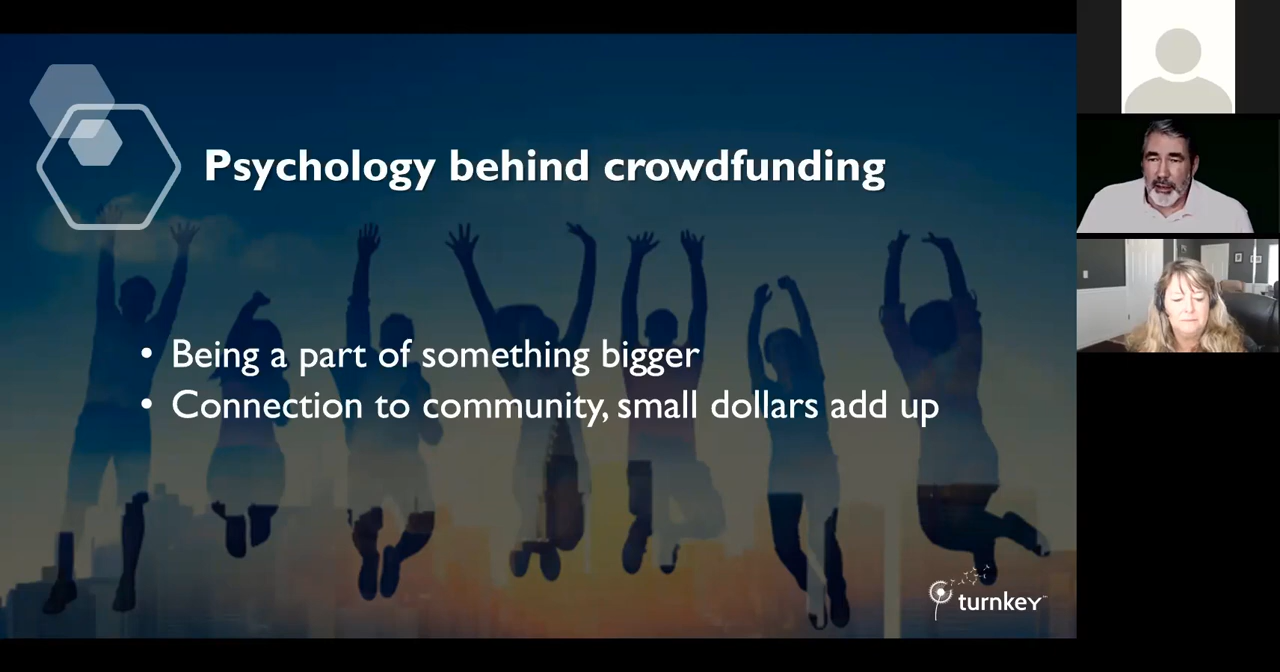 Psychology behind crowdfunding
• Being a part of something bigger
• Connection to community, small dollars add up
turnkey